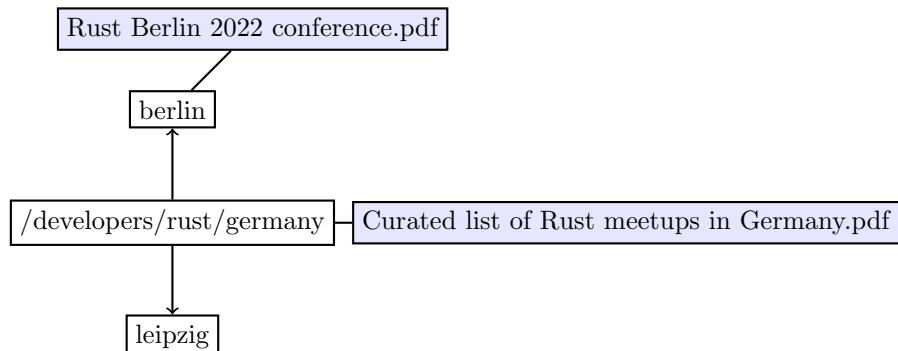 Rust Berlin 2022 conference.pdf
berlin
/developers/rust/germany
Curated list of Rust meetups in Germany.pdf
leipzig